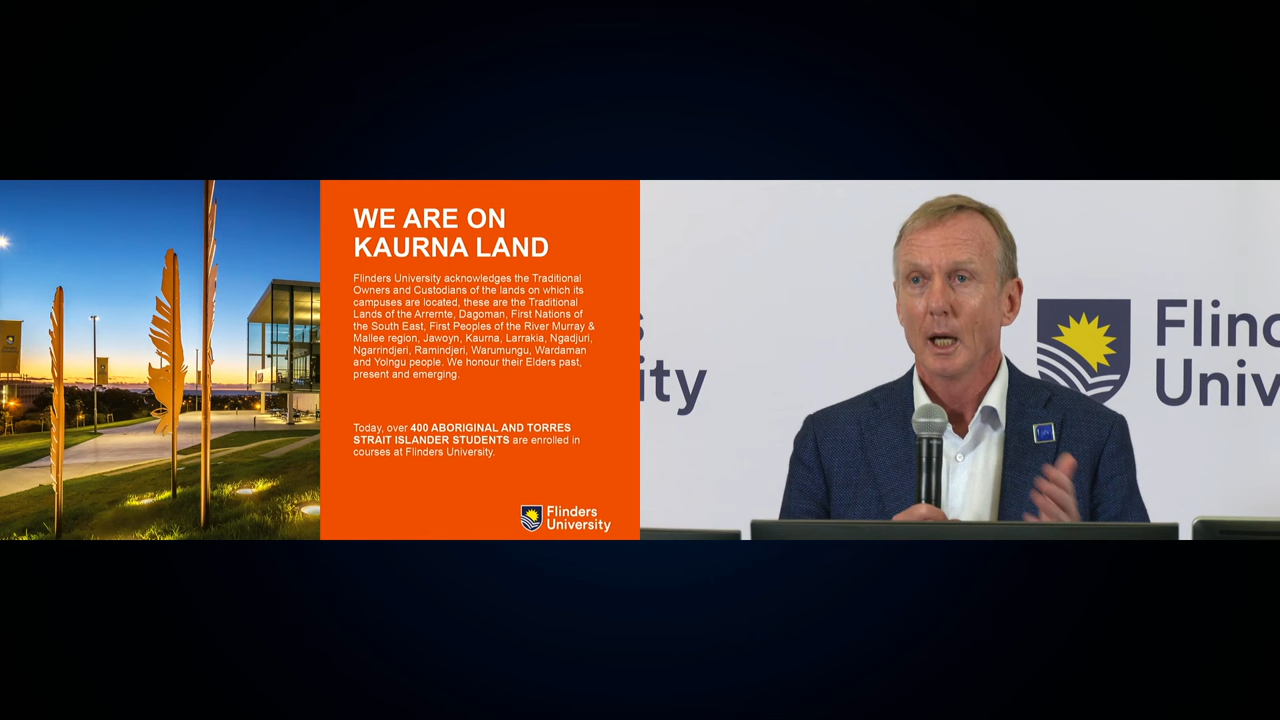 WE ARE ON
KAURNA LAND
Flinders University acknowledges the Traditional
Owners and Custodians of the lands on which its
campuses are located, these are the Traditional
Lands of the Arrernte, Dagoman, First Nations of
the South East, First Peoples of the River Murray &
Mallee region, Jawoyn, Kaurna, Larrakia, Ngadjuri,
Ngarrindjeri, Ramindjeri, Warumungu, Wardaman
and Yolngu people. We honour their Elders past,
present and emerging.
Today, over 400 ABORIGINAL AND TORRES
STRAIT ISLANDER STUDENTS are enrolled in
courses at Flinders University.
Flinders
University
s
ity
Flind
Univ